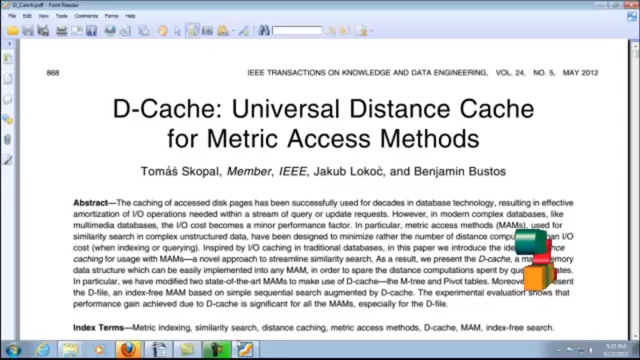 D_Catch.pdf - Foxit Reader
File Edit View Tools Comments Forms Help
868 IEEE TRANSACTIONS ON KNOWLEDGE AND DATA ENGINEERING, VOL. 24, NO. 5, MAY 2012
D-Cache: Universal Distance Cache
for Metric Access Methods
Tomáš Skopal, Member, IEEE, Jakub Lokoč, and Benjamin Bustos
Abstract—The caching of accessed disk pages has been successfully used for decades in database technology, resulting in effective
amortization of I/O operations needed within a stream of query or update requests. However, in modern complex databases, like
multimedia databases, the I/O cost becomes a minor performance factor. In particular, metric access methods (MAMs), used for
similarity search in complex unstructured data, have been designed to minimize rather the number of distance than I/O
cost (when indexing or querying). Inspired by I/O caching in traditional databases, in this paper we introduce the
caching for usage with MAMs—a novel approach to streamline similarity search. As a result, we present the D-cache, a
data structure which can be easily implemented into any MAM, in order to spare the distance computations spent by
In particular, we have modified two state-of-the-art MAMs to make use of D-cache—the M-tree and Pivot tables.
the D-file, an index-free MAM based on simple sequential search augmented by D-cache. The experimental evaluation shows that
performance gain achieved due to D-cache is significant for all the MAMs, especially for the D-file.
Index Terms—Metric indexing, similarity search, distance caching, metric access methods, D-cache, MAM, index-free search.